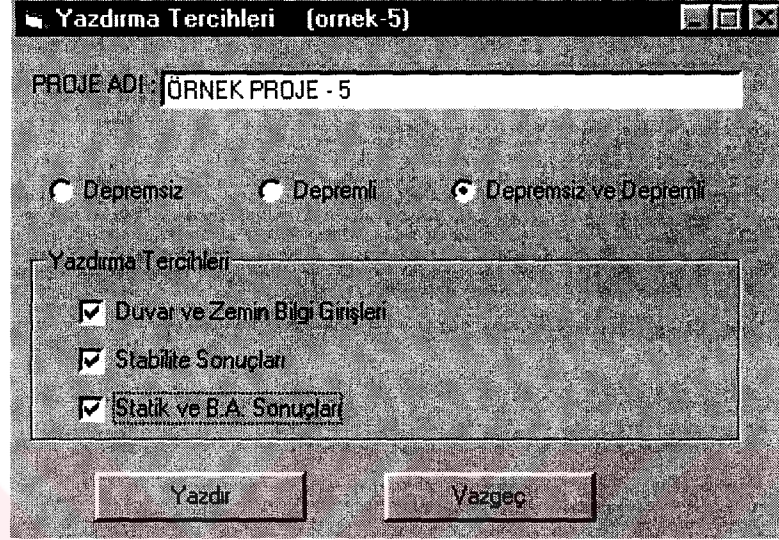 Yazdırma Tercihleri (ornek-5)
PROJE ADI : ÖRNEK PROJE - 5
Depremsiz Depremli Depremsiz ve Depremli
Yazdırma Tercihleri
Duvar ve Zemin Bilgi Girişleri
Stabilite Sonuçları
Statik ve B.A. Sonuçları
Yazdır Vazgeç